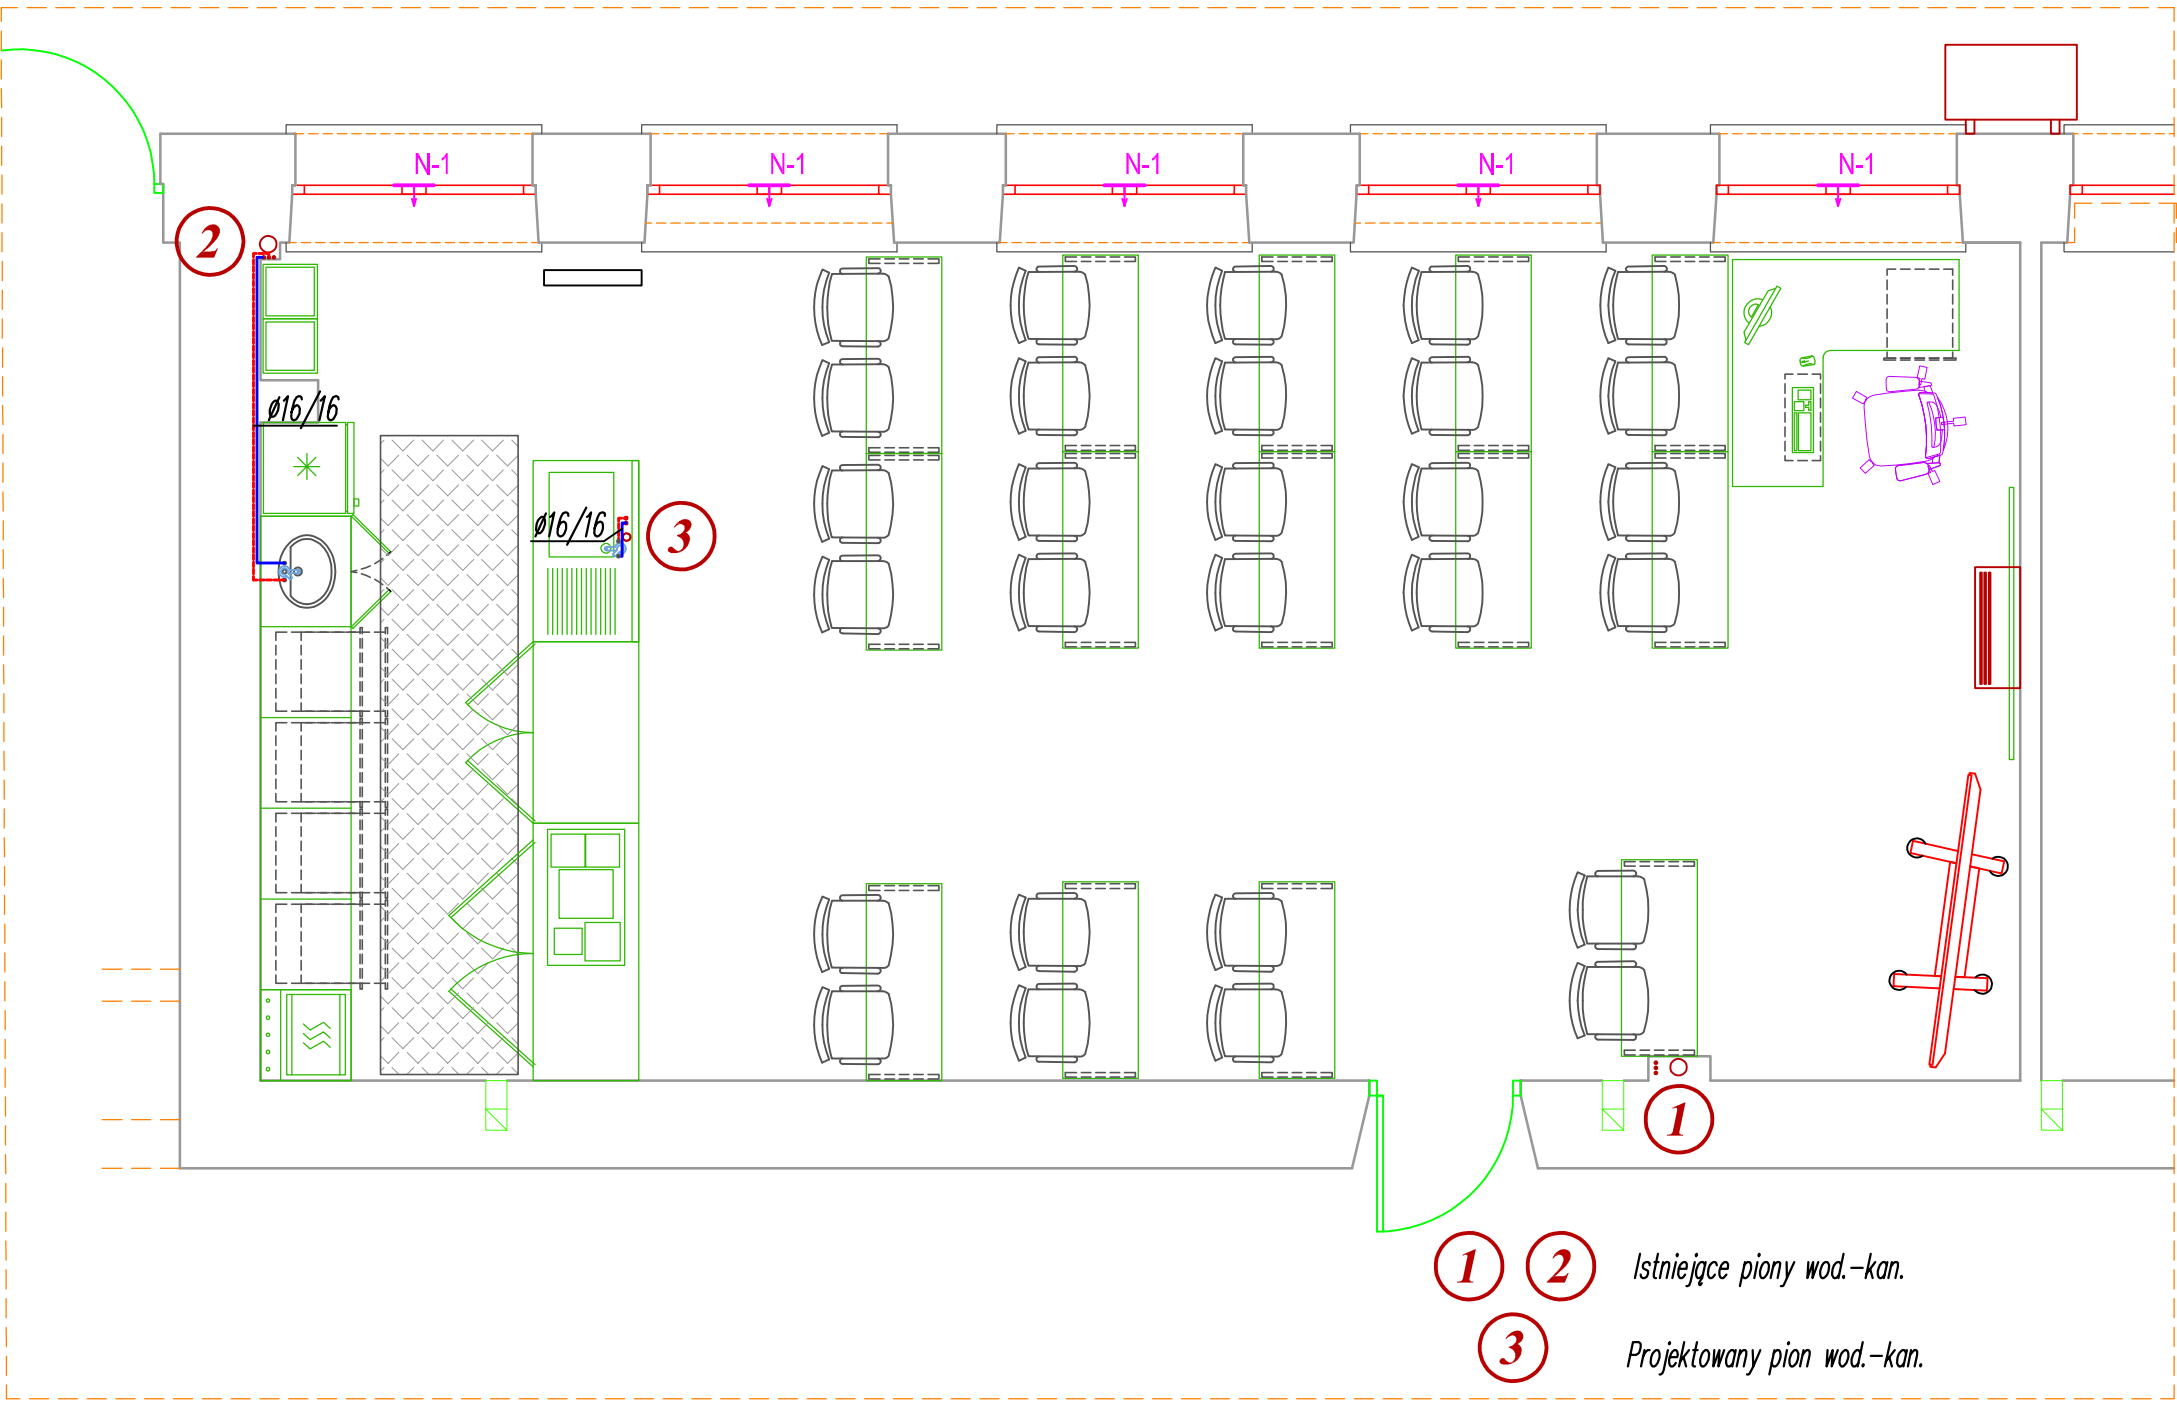 N-1 N-1 N-1 N-1 N-1
2
ø16/16
ø16/16
3
1
1 2 Istniejące piony wod.-kan.
3 Projektowany pion wod.-kan.